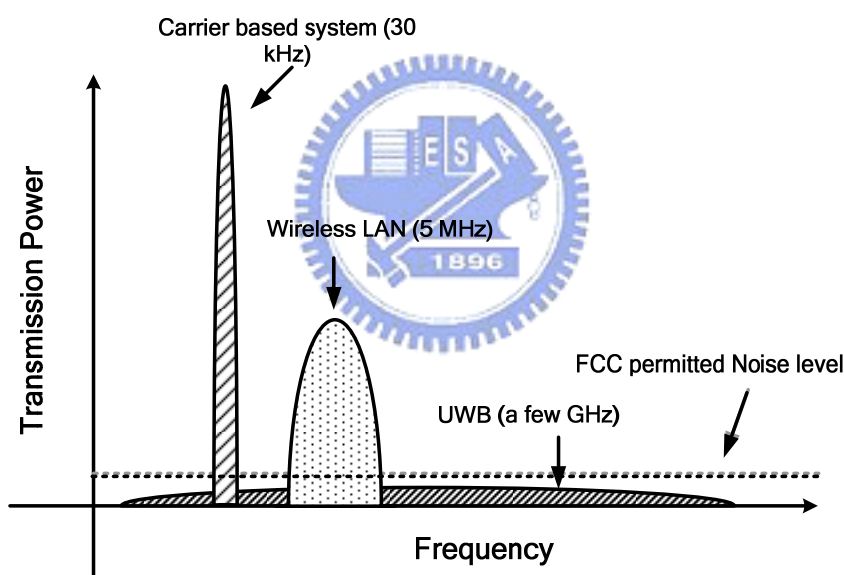 Carrier based system (30
kHz)
E S A
Wireless LAN (5 MHz)
1896
FCC permitted Noise level
UWB (a few GHz)
Transmission Power
Frequency